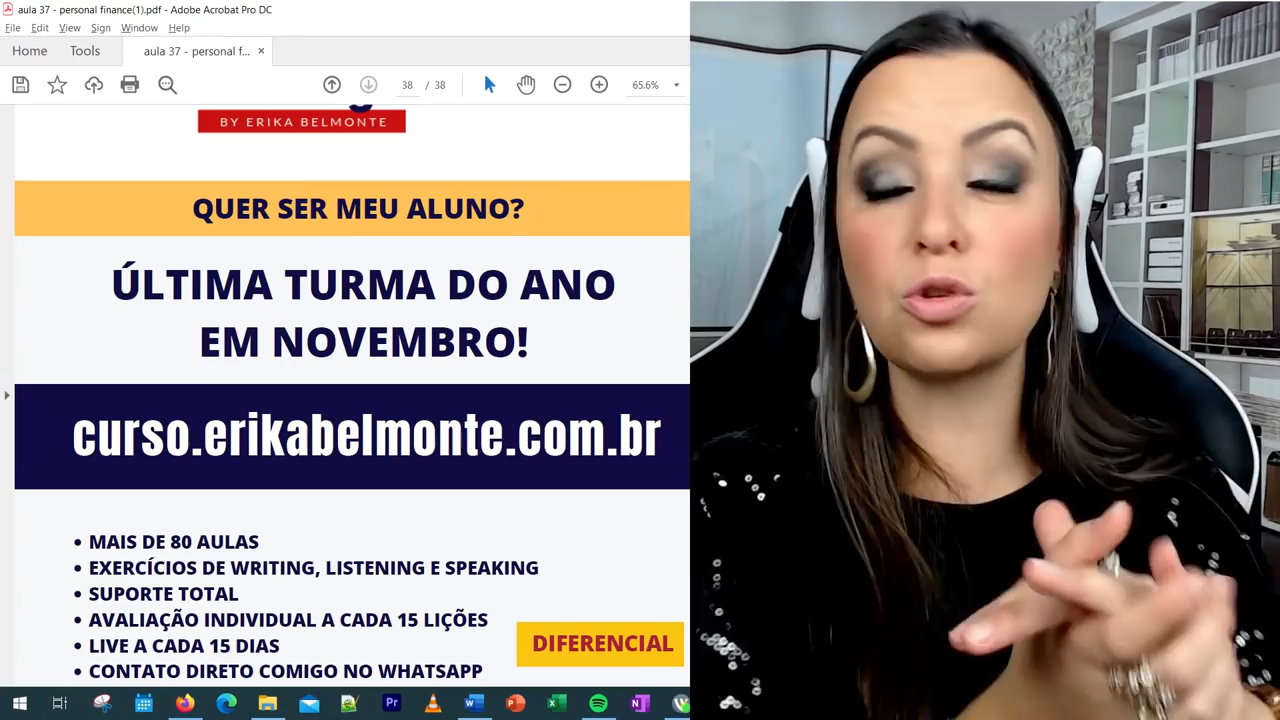 aula 37 - personal finance(1).pdf - Adobe Acrobat Pro DC
File Edit View Sign Window Help
Home Tools aula 37 - personal f... ×
38 / 38 65.6%
BY ERIKA BELMONTE
QUER SER MEU ALUNO?
ÚLTIMA TURMA DO ANO
EM NOVEMBRO!
curso.erikabelmonte.com.br
• MAIS DE 80 AULAS
• EXERCÍCIOS DE WRITING, LISTENING E SPEAKING
• SUPORTE TOTAL
• AVALIAÇÃO INDIVIDUAL A CADA 15 LIÇÕES
• LIVE A CADA 15 DIAS
• CONTATO DIRETO COMIGO NO WHATSAPP
DIFERENCIAL